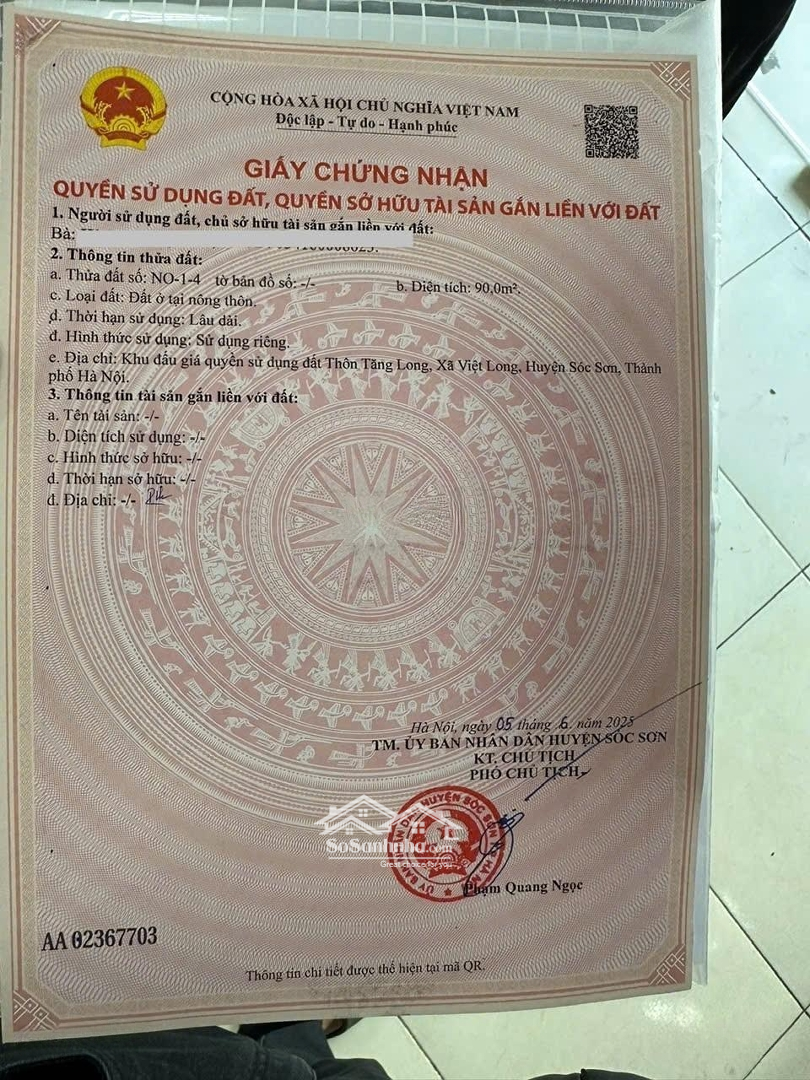 CỘNG HÒA XÃ HỘI CHỦ NGHĨA VIỆT NAM
Độc lập - Tự do - Hạnh phúc
GIẤY CHỨNG NHẬN
QUYỀN SỬ DỤNG ĐẤT, QUYỀN SỞ HỮU TÀI SẢN GẮN LIỀN VỚI ĐẤT
1. Người sử dụng đất, chủ sở hữu tài sản gắn liền với đất:
Bà:
2. Thông tin thửa đất:
a. Thửa đất số: NO-1-4 tờ bản đồ số: -/- b. Diện tích: 90,0m².
c. Loại đất: Đất ở tại nông thôn.
d. Thời hạn sử dụng: Lâu dài.
đ. Hình thức sử dụng: Sử dụng riêng.
e. Địa chỉ: Khu đấu giá quyền sử dụng đất Thôn Tăng Long, Xã Việt Long, Huyện Sóc Sơn, Thành
phố Hà Nội.
3. Thông tin tài sản gắn liền với đất:
a. Tên tài sản: -/-
b. Diện tích sử dụng: -/-
c. Hình thức sở hữu: -/-
d. Thời hạn sở hữu: -/-
đ. Địa chỉ: -/-
Hà Nội, ngày 05 tháng 6 năm 2025
TM. ỦY BAN NHÂN DÂN HUYỆN SÓC SƠN
KT. CHỦ TỊCH
PHÓ CHỦ TỊCH
SoSanhnha.com
Great choice for you
Phạm Quang Ngọc
AA 02367703
Thông tin chi tiết được thể hiện tại mã QR.